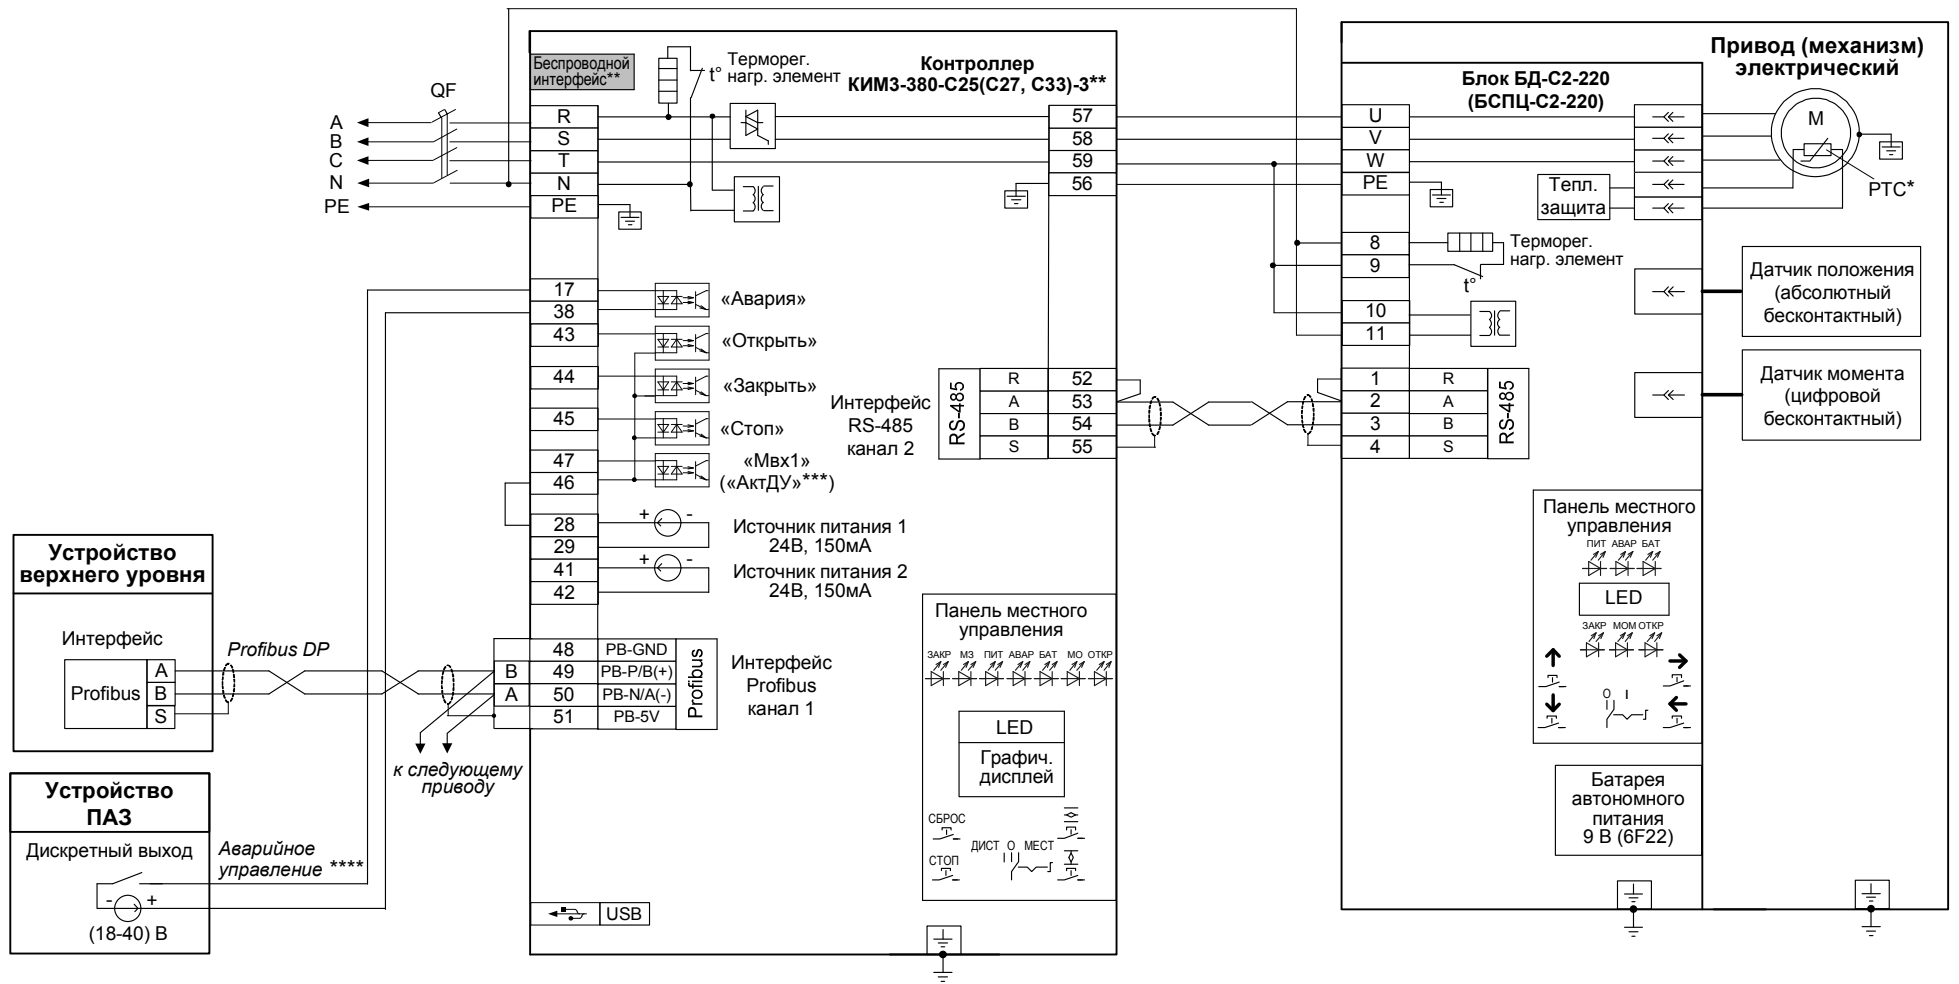 QF
A
B
C
N
PE
Беспроводной
интерфейс**
Терморег.
нагр. элемент
t°
Контроллер
КИМ3-380-С25(С27, С33)-3**
R
S
T
N
PE
57
58
59
56
17
38
43
44
45
47
46
28
29
41
42
«Авария»
«Открыть»
«Закрыть»
«Стоп»
«Мвх1»
(«АктДУ»***)
+ -
Источник питания 1
24В, 150мА
+ -
Источник питания 2
24В, 150мА
Интерфейс
RS-485
канал 2
RS-485
R 52
A 53
B 54
S 55
48 PB-GND
B 49 PB-P/B(+)
A 50 PB-N/A(-)
51 PB-5V
Profibus
Интерфейс
Profibus
канал 1
к следующему
приводу
USB
Панель местного
управления
ЗАКР МЗ ПИТ АВАР БАТ МО ОТКР
LED
Графич.
дисплей
СБРОС
СТОП
ДИСТ О МЕСТ
Устройство
верхнего уровня
Интерфейс
Profibus
A
B
S
Profibus DP
Устройство
ПАЗ
Дискретный выход
- +
(18-40) В
Аварийное
управление ****
Привод (механизм)
электрический
Блок БД-С2-220
(БСПЦ-С2-220)
U
V
W
PE
8
9
10
11
Тепл.
защита
M
PTC*
Терморег.
нагр. элемент
t°
Датчик положения
(абсолютный
бесконтактный)
Датчик момента
(цифровой
бесконтактный)
1 R
2 A
3 B
4 S
RS-485
Панель местного
управления
ПИТ АВАР БАТ
LED
ЗАКР МОМ ОТКР
O I
Батарея
автономного
питания
9 В (6F22)